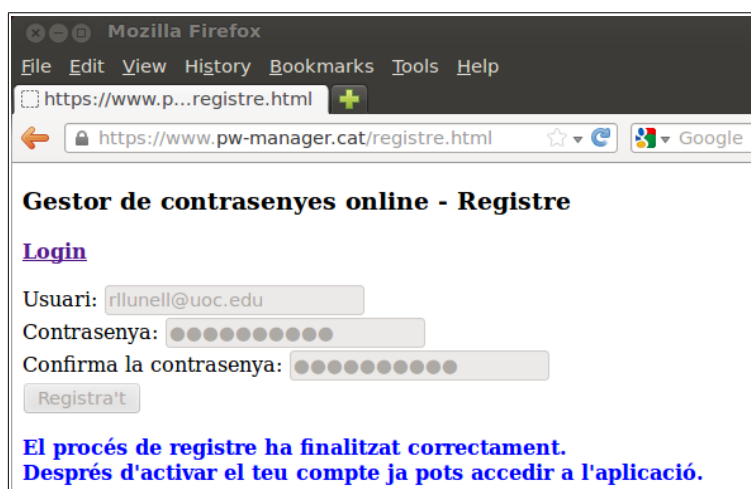 Mozilla Firefox
File Edit View History Bookmarks Tools Help
https://www.p...registre.html
https://www.pw-manager.cat/registre.html Google
Gestor de contrasenyes online - Registre
Login
Usuari: rllunell@uoc.edu
Contrasenya: ●●●●●●●●●●
Confirma la contrasenya: ●●●●●●●●●●
Registra't
El procés de registre ha finalitzat correctament.
Després d'activar el teu compte ja pots accedir a l'aplicació.